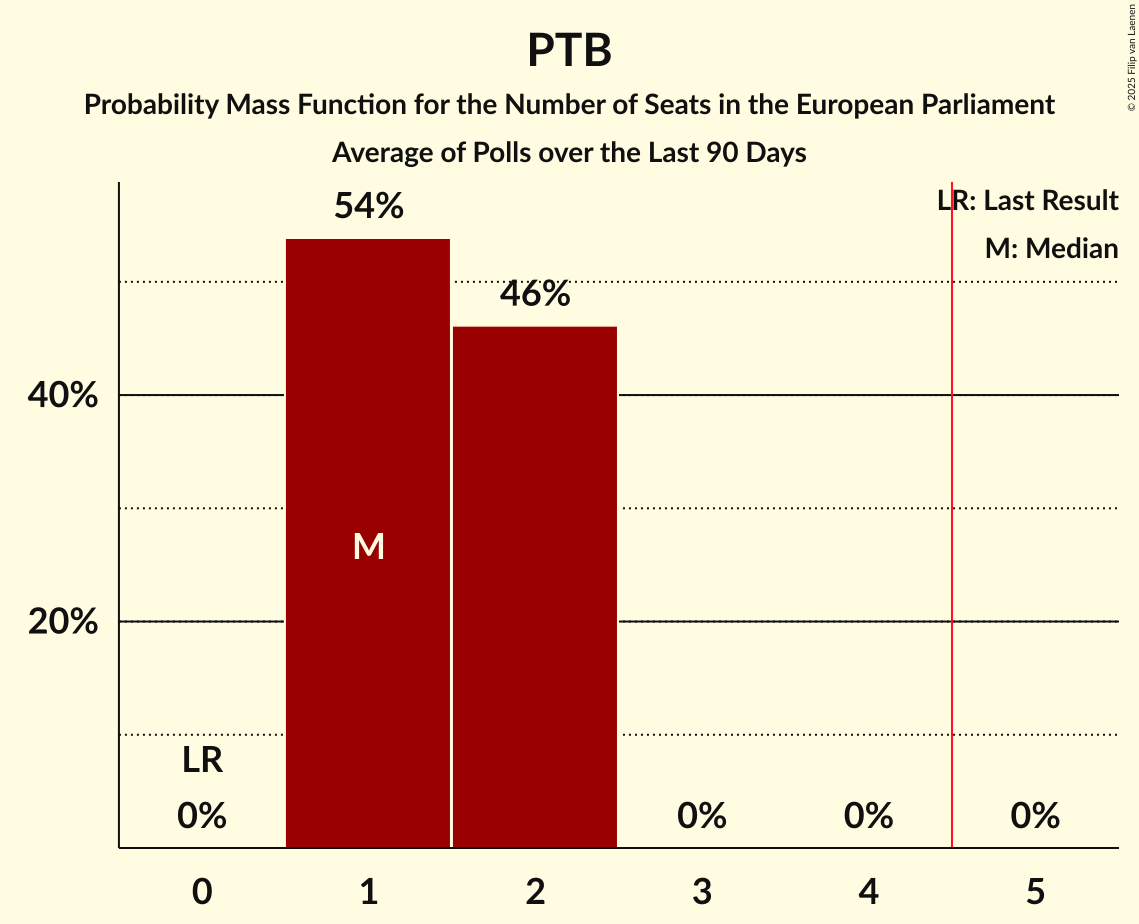 PTB
Probability Mass Function for the Number of Seats in the European Parliament
Average of Polls over the Last 90 Days
© 2025 Filip van Laenen
LR: Last Result
M: Median
54%
46%
40%
M
20%
LR
0%
0%
0%
0%
0
1
2
3
4
5